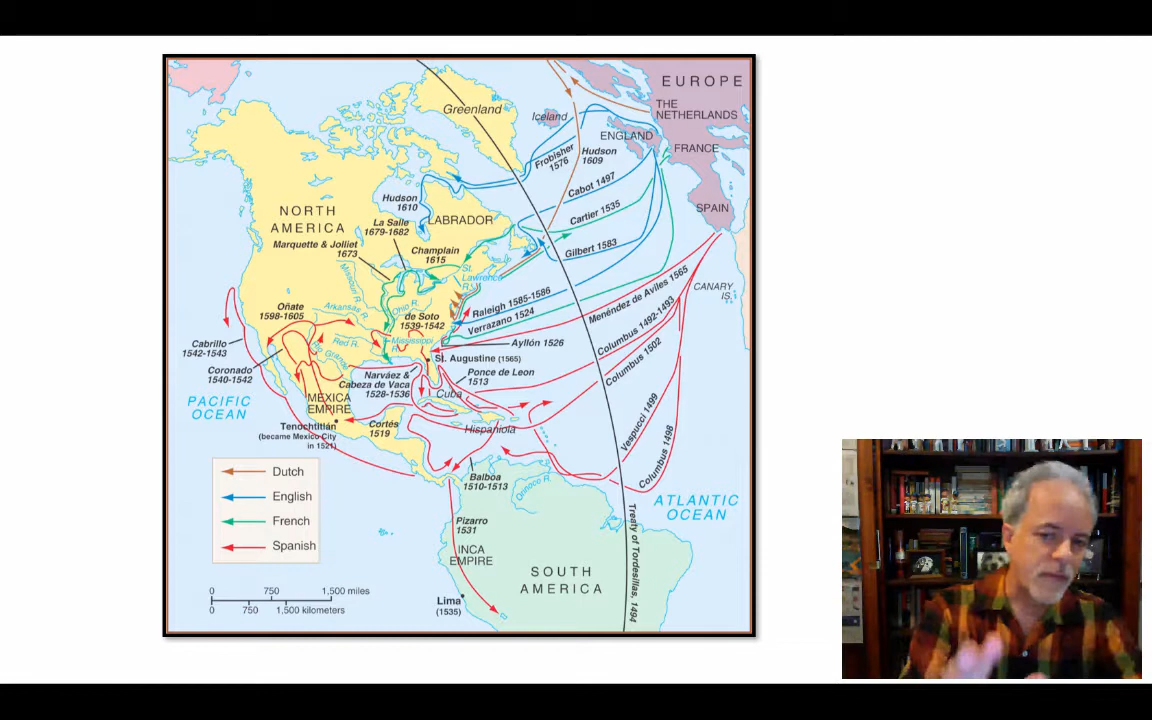 EUROPE
Greenland
THE
NETHERLANDS
Iceland
ENGLAND
FRANCE
Frobisher
1576
Hudson
1609
Cabot 1497
SPAIN
Hudson
1610
Cartier 1535
NORTH
AMERICA
La Salle
1679-1682
LABRADOR
Marquette & Jolliet
1673
Champlain
1615
Gilbert 1583
St.
Lawrence
R.
Missouri R.
Ohio R.
CANARY
IS.
Menéndez de Aviles 1565
Raleigh 1585-1586
Verrazano 1524
Oñate
1598-1605
Arkansas R.
de Soto
1539-1542
Columbus 1492-1493
Cabrillo
1542-1543
Red R.
Mississippi
R.
Ayllón 1526
Columbus 1502
Rio Grande
St. Augustine (1565)
Coronado
1540-1542
Narváez &
Cabeza de Vaca
1528-1536
Ponce de Leon
1513
PACIFIC
OCEAN
MEXICA
EMPIRE
Cuba
Tenochtitlán
(became Mexico City
in 1521)
Cortés
1519
Hispaniola
Vespucci 1499
Columbus 1498
Dutch
English
French
Spanish
Balboa
1510-1513
Orinoco R.
ATLANTIC
OCEAN
Pizarro
1531
INCA
EMPIRE
Treaty of Tordesillas, 1494
SOUTH
AMERICA
0 750 1,500 miles
0 750 1,500 kilometers
Lima
(1535)